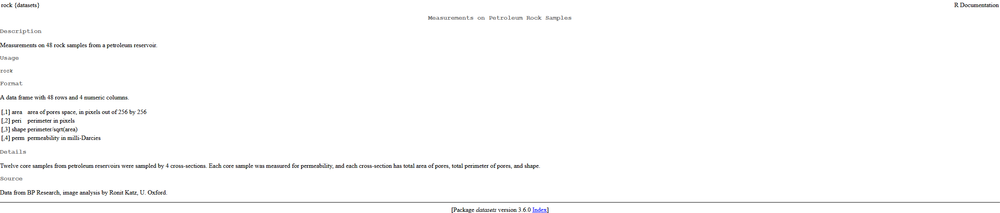 rock {datasets} R Documentation
Measurements on Petroleum Rock Samples
Description
Measurements on 48 rock samples from a petroleum reservoir.
Usage
rock
Format
A data frame with 48 rows and 4 numeric columns.
[,1] area area of pores space, in pixels out of 256 by 256
[,2] peri perimeter in pixels
[,3] shape perimeter/sqrt(area)
[,4] perm permeability in milli-Darcies
Details
Twelve core samples from petroleum reservoirs were sampled by 4 cross-sections. Each core sample was measured for permeability, and each cross-section has total area of pores, total perimeter of pores, and shape.
Source
Data from BP Research, image analysis by Ronit Katz, U. Oxford.
[Package datasets version 3.6.0 Index]